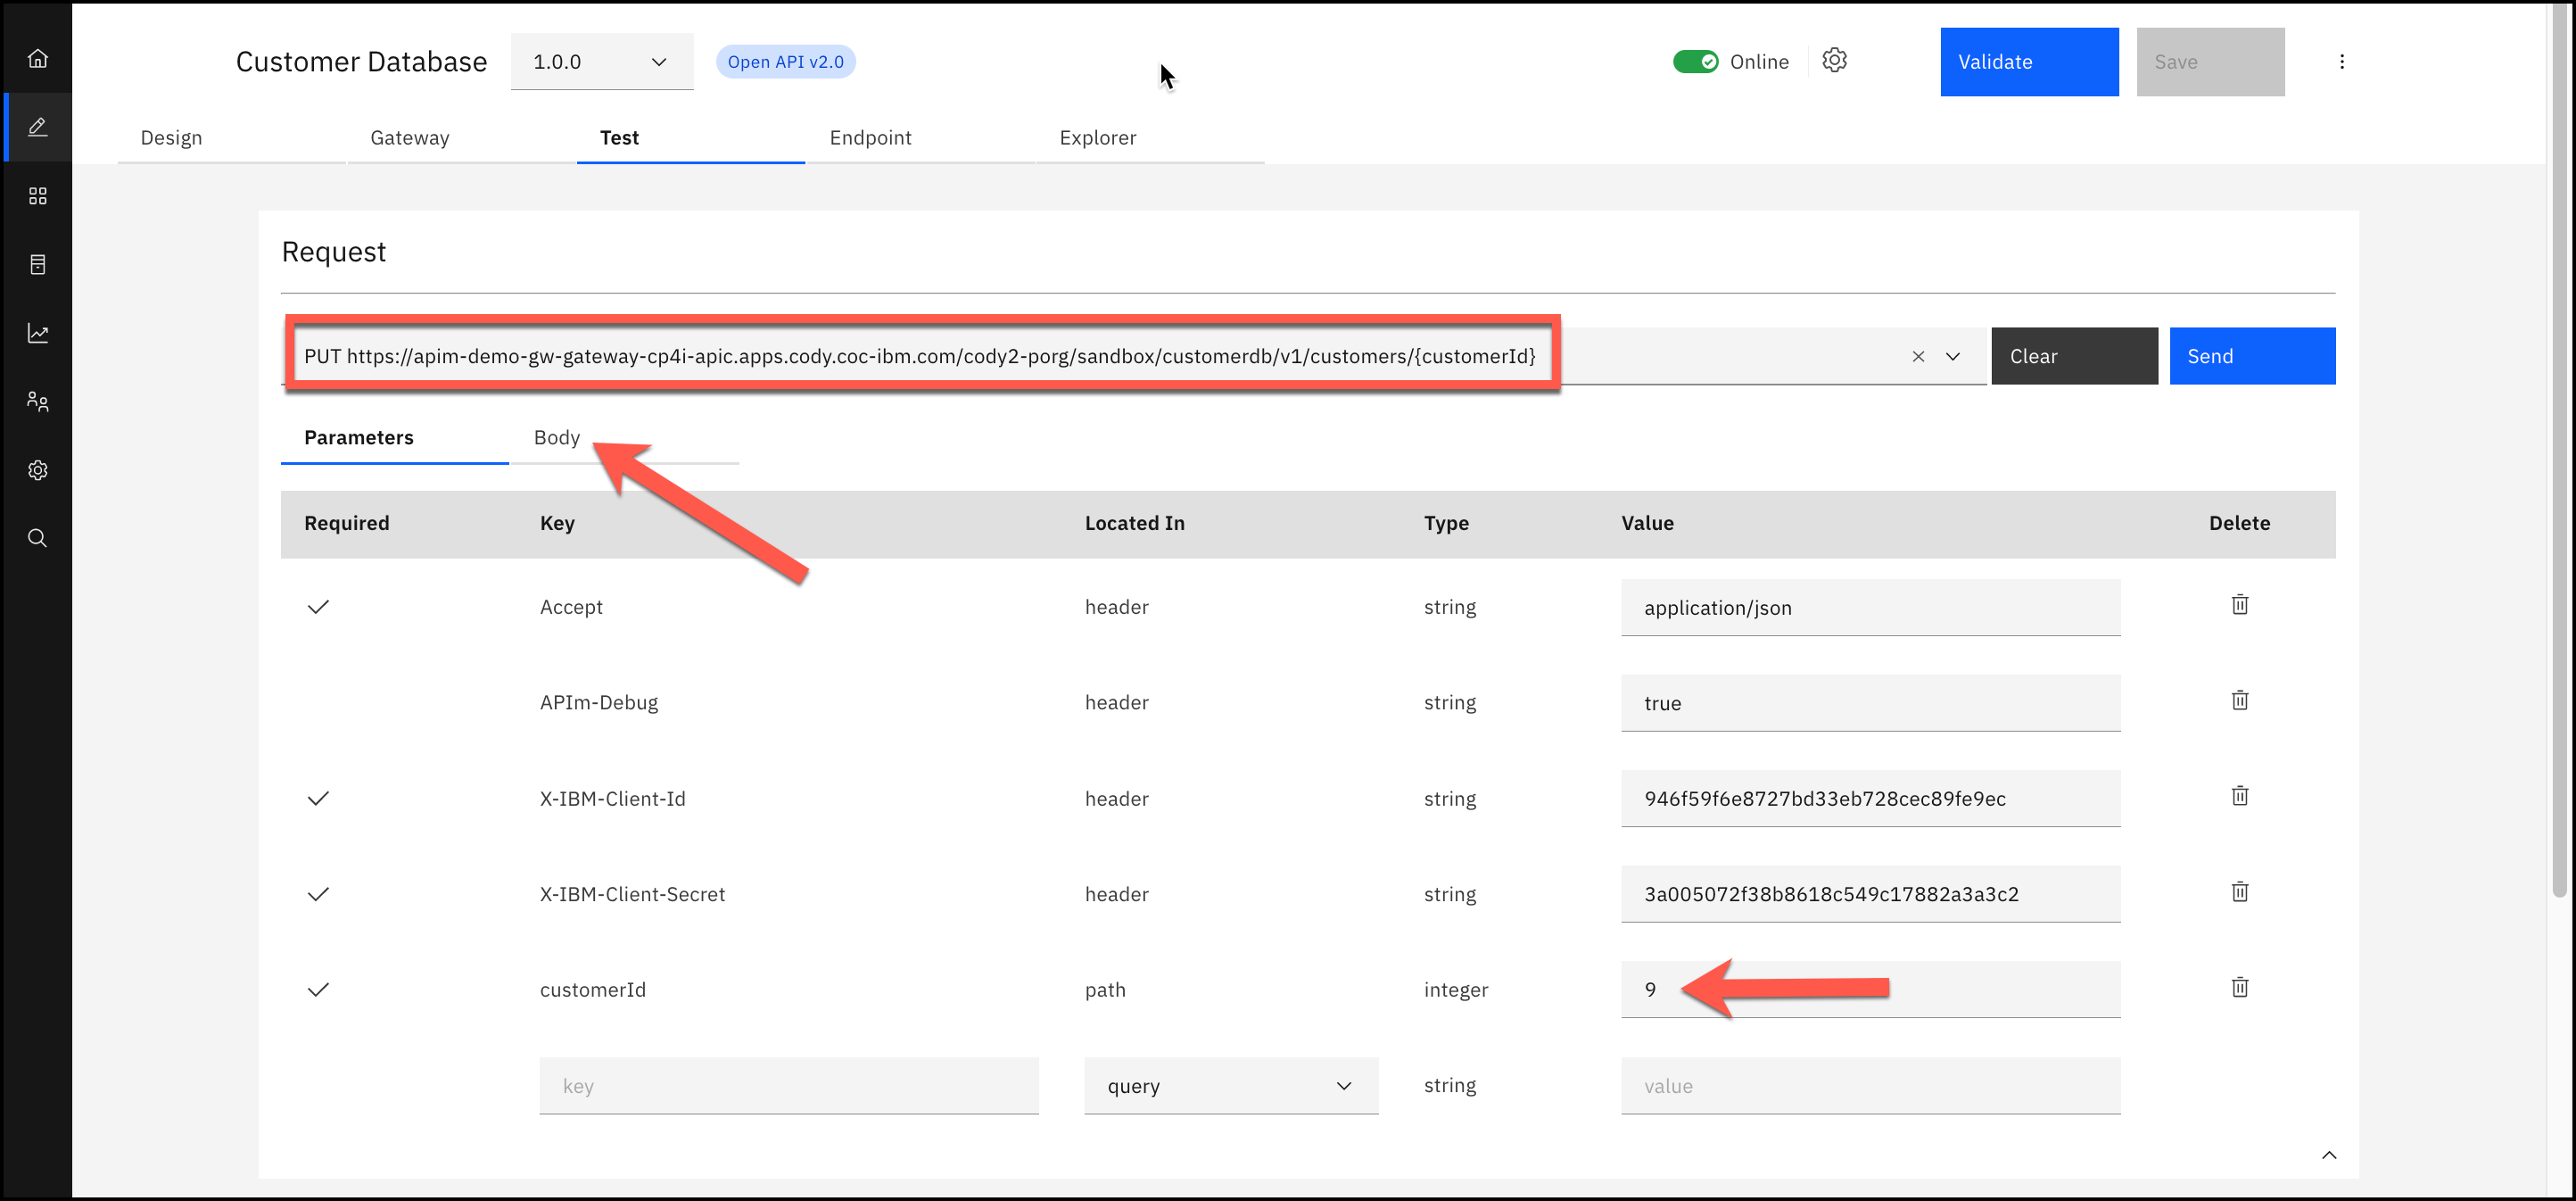 Customer Database
1.0.0
Open API v2.0
Online
Validate
Save
Design
Gateway
Test
Endpoint
Explorer
Request
PUT https://apim-demo-gw-gateway-cp4i-apic.apps.cody.coc-ibm.com/cody2-porg/sandbox/customerdb/v1/customers/{customerId}
Clear
Send
Parameters
Body
Required Key Located In Type Value Delete
Accept header string application/json
APIm-Debug header string true
X-IBM-Client-Id header string 946f59f6e8727bd33eb728cec89fe9ec
X-IBM-Client-Secret header string 3a005072f38b8618c549c17882a3a3c2
customerId path integer 9
key query string value